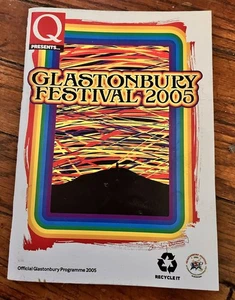 Q
PRESENTS...
GLASTONBURY
FESTIVAL 2005
Official Glastonbury Programme 2005
RECYCLE IT